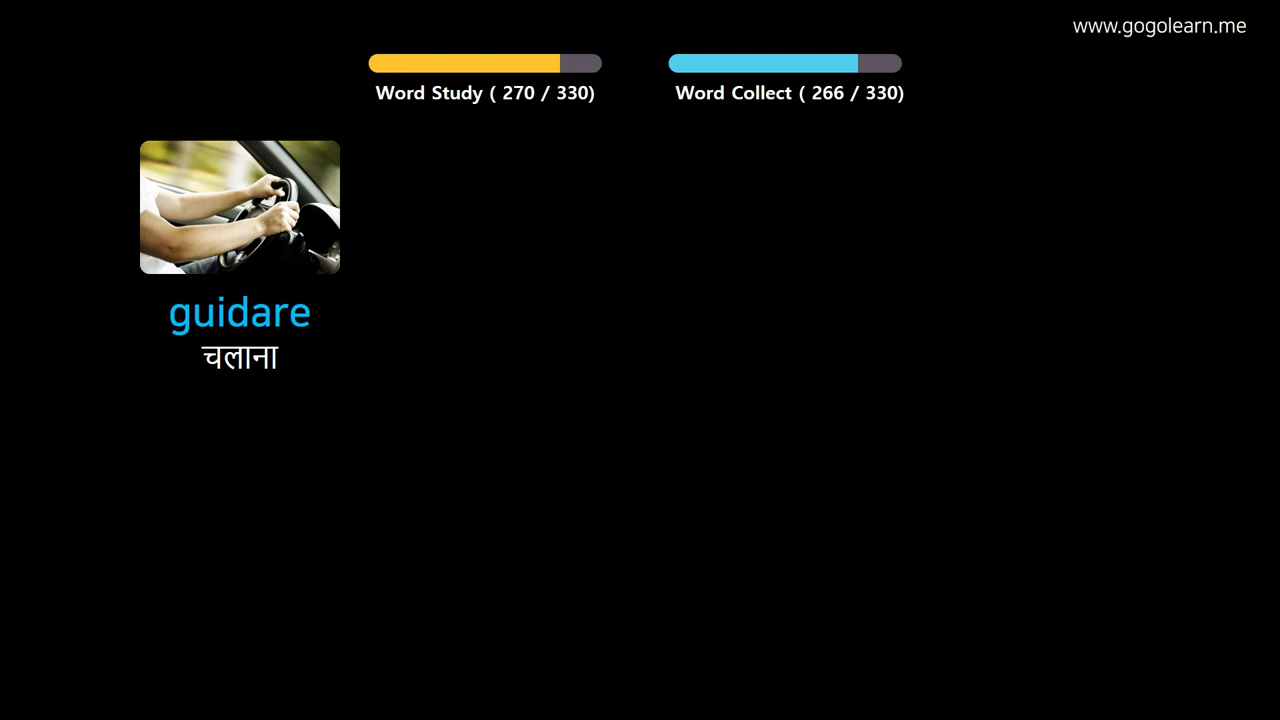 www.gogolearn.me
Word Study ( 270 / 330)
Word Collect ( 266 / 330)
guidare
चलाना